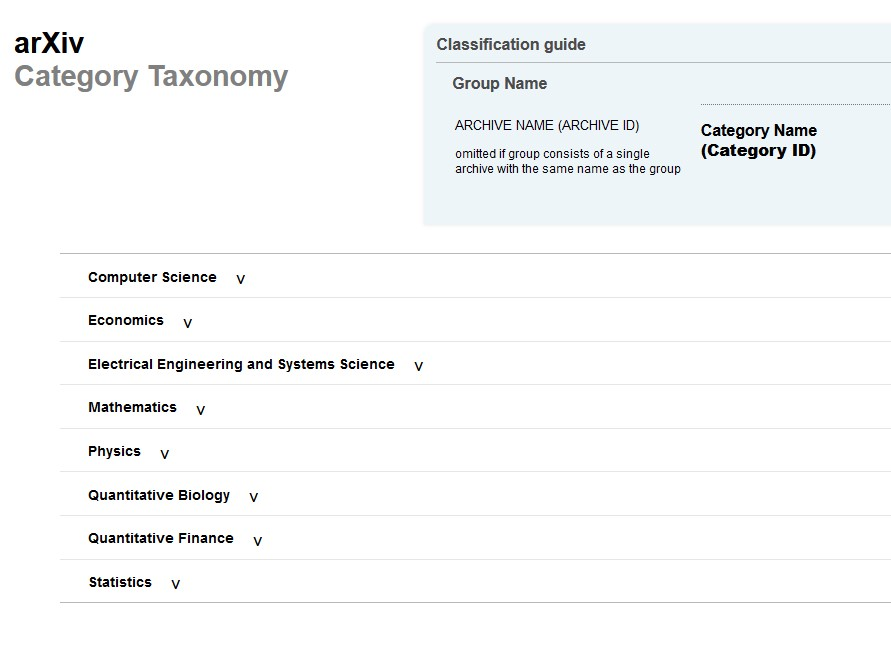 arXiv
Category Taxonomy
Classification guide
Group Name
ARCHIVE NAME (ARCHIVE ID)
omitted if group consists of a single
archive with the same name as the group
Category Name
(Category ID)
Computer Science v
Economics v
Electrical Engineering and Systems Science v
Mathematics v
Physics v
Quantitative Biology v
Quantitative Finance v
Statistics v